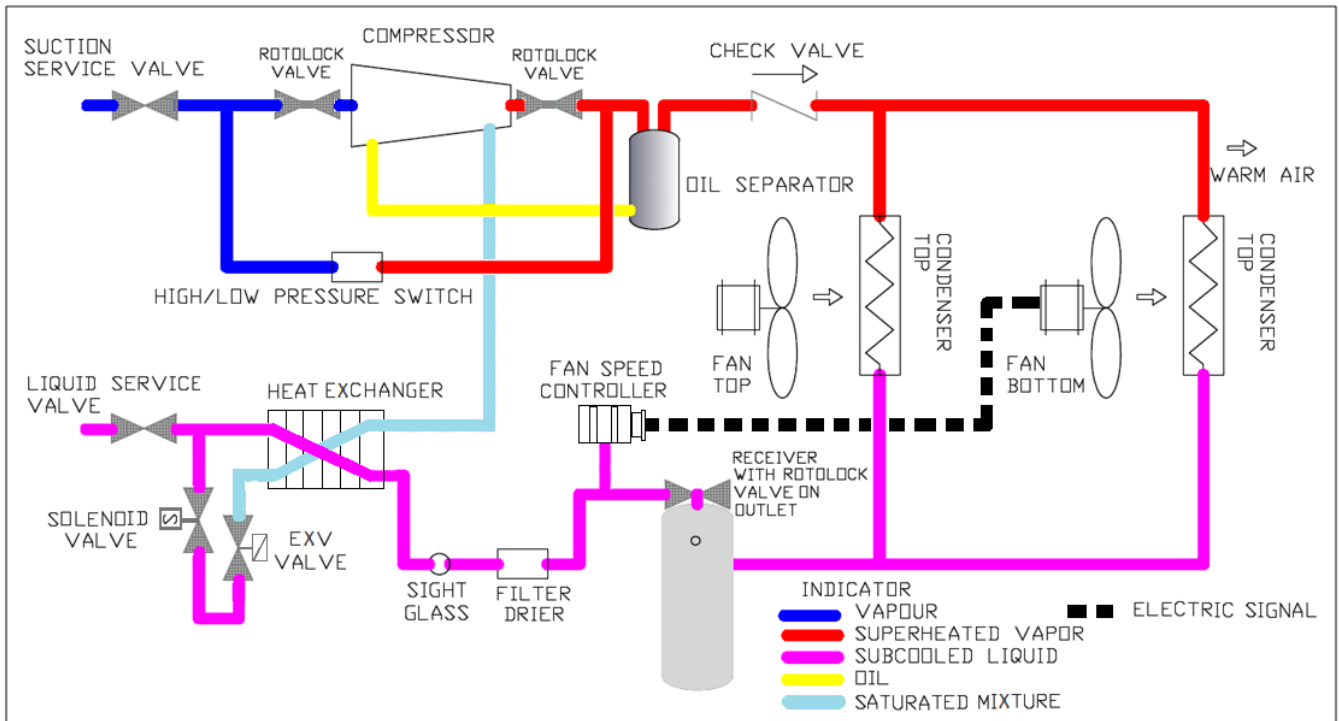 SUCTION
SERVICE VALVE
ROTOLOCK
VALVE
COMPRESSOR
ROTOLOCK
VALVE
CHECK VALVE
OIL SEPARATOR
WARM AIR
HIGH/LOW PRESSURE SWITCH
CONDENSER
TOP
CONDENSER
TOP
FAN
TOP
FAN
BOTTOM
LIQUID SERVICE
VALVE
HEAT EXCHANGER
FAN SPEED
CONTROLLER
RECEIVER
WITH ROTOLOCK
VALVE ON
OUTLET
S
SOLENOID
VALVE
EXV
VALVE
SIGHT
GLASS
FILTER
DRIER
INDICATOR
VAPOUR
SUPERHEATED VAPOR
SUBCOOLED LIQUID
OIL
SATURATED MIXTURE
ELECTRIC SIGNAL